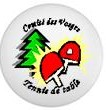 Comité des Vosges
Tennis de table